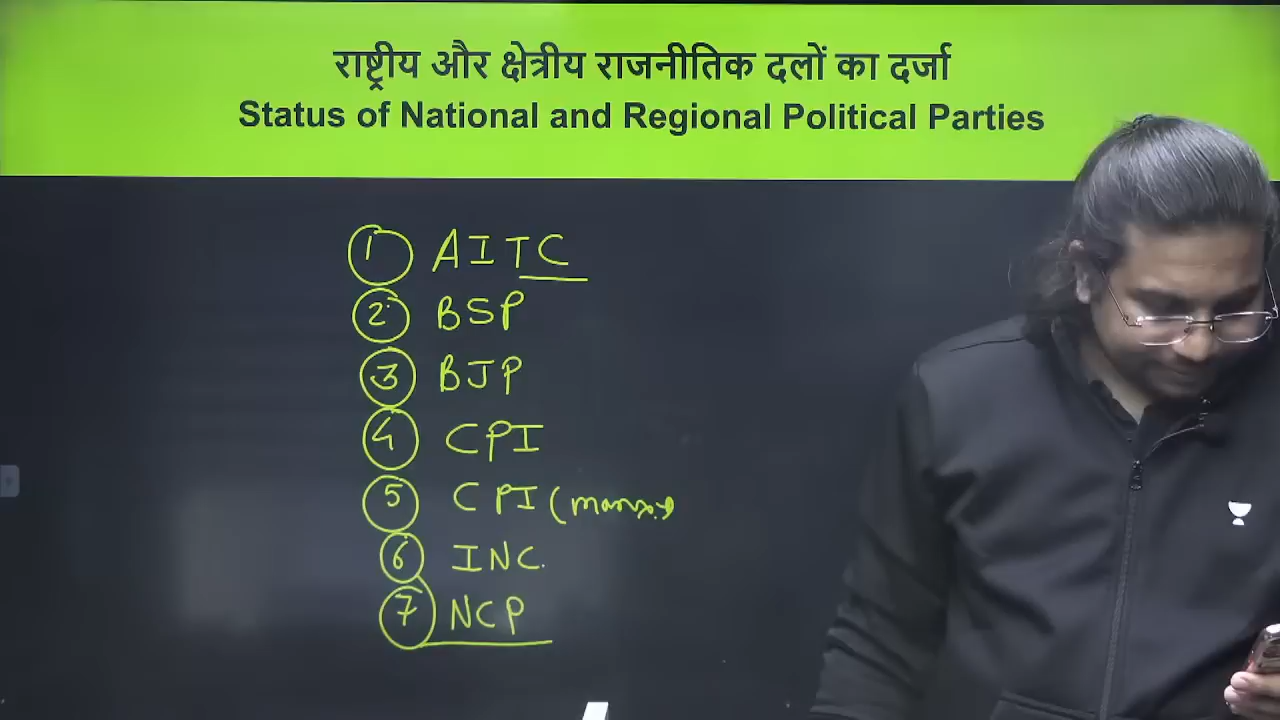 राष्ट्रीय और क्षेत्रीय राजनीतिक दलों का दर्जा
Status of National and Regional Political Parties
1 AITC
2 BSP
3 BJP
4 CPI
5 CPI
6 INC.
7 NCP